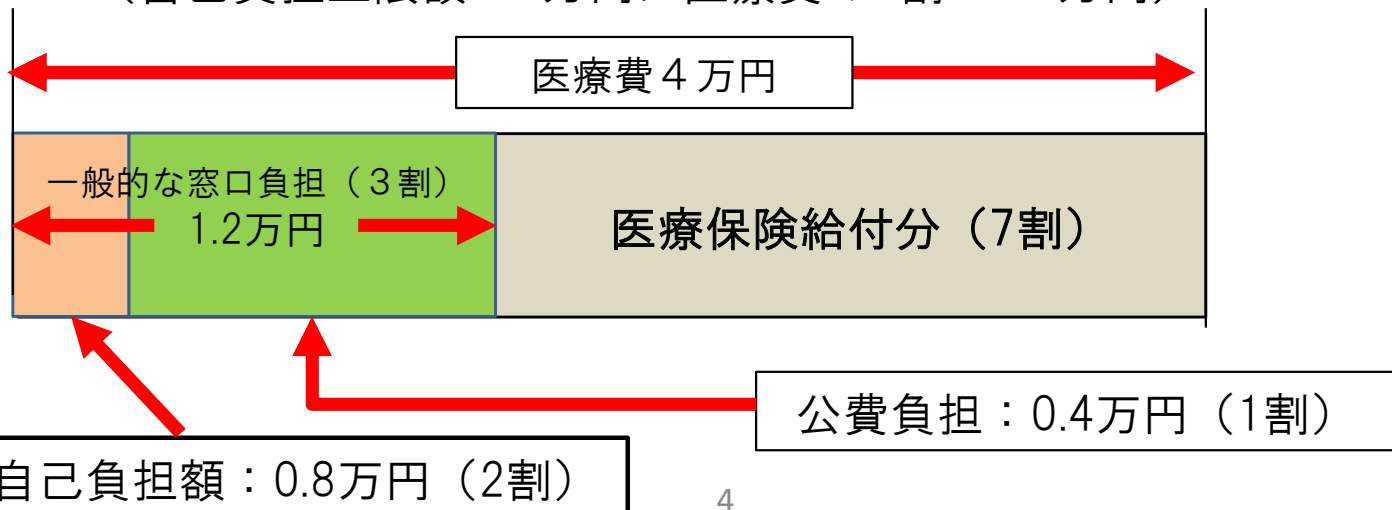 医療費４万円
一般的な窓口負担（３割）
1.2万円
医療保険給付分（7割）
公費負担：0.4万円（1割）
自己負担額：0.8万円（2割）
4